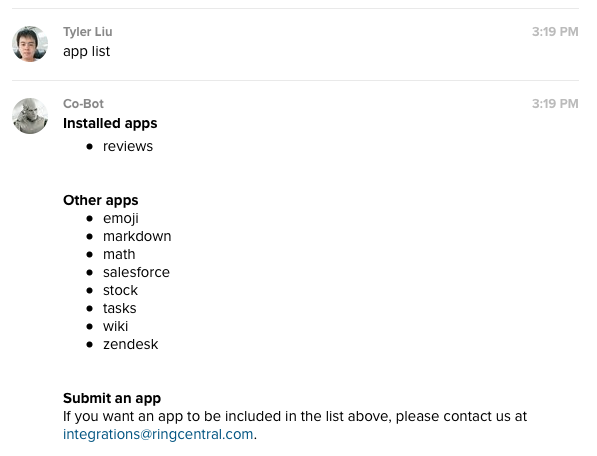 Tyler Liu 3:19 PM
app list
Co-Bot 3:19 PM
Installed apps
• reviews
Other apps
• emoji
• markdown
• math
• salesforce
• stock
• tasks
• wiki
• zendesk
Submit an app
If you want an app to be included in the list above, please contact us at
integrations@ringcentral.com.